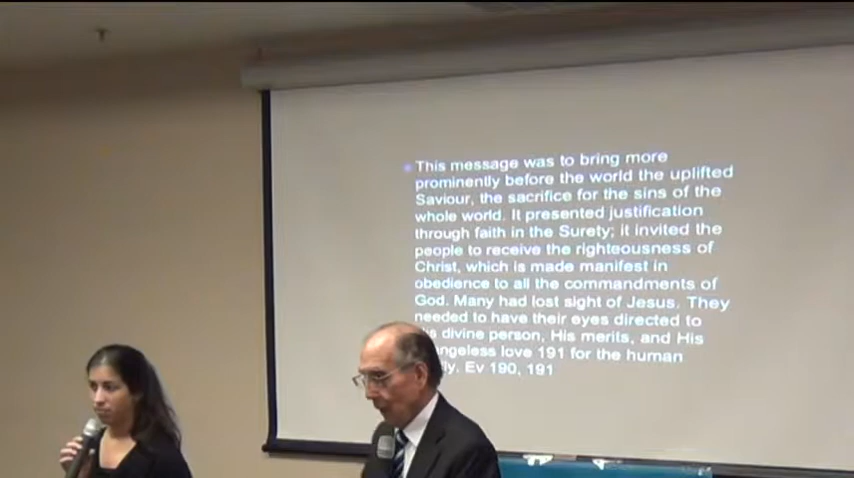 This message was to bring more
prominently before the world the uplifted
Saviour, the sacrifice for the sins of the
whole world. It presented justification
through faith in the Surety; it invited the
people to receive the righteousness of
Christ, which is made manifest in
obedience to all the commandments of
God. Many had lost sight of Jesus. They
needed to have their eyes directed to
divine person, His merits, and His
love 191 for the human
Ev 190, 191